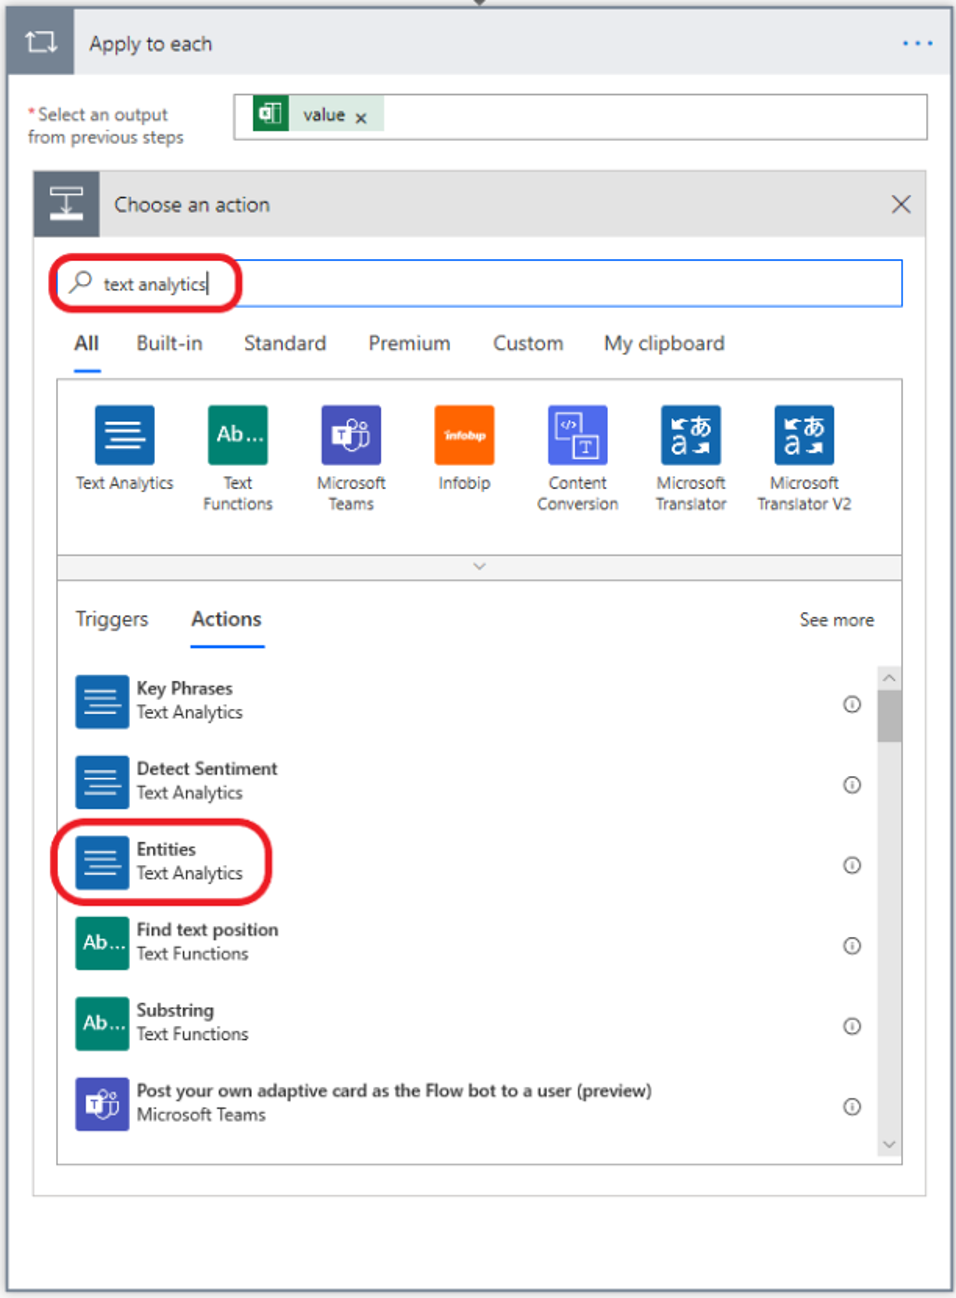 Apply to each
*Select an output
from previous steps
value
Choose an action
text analytics
All Built-in Standard Premium Custom My clipboard
Ab...
infobip
</> T
あ
a
あ
a
Text Analytics
Text
Functions
Microsoft
Teams
Infobip
Content
Conversion
Microsoft
Translator
Microsoft
Translator V2
Triggers Actions See more
Key Phrases
Text Analytics
Detect Sentiment
Text Analytics
Entities
Text Analytics
Ab... Find text position
Text Functions
Ab... Substring
Text Functions
Post your own adaptive card as the Flow bot to a user (preview)
Microsoft Teams